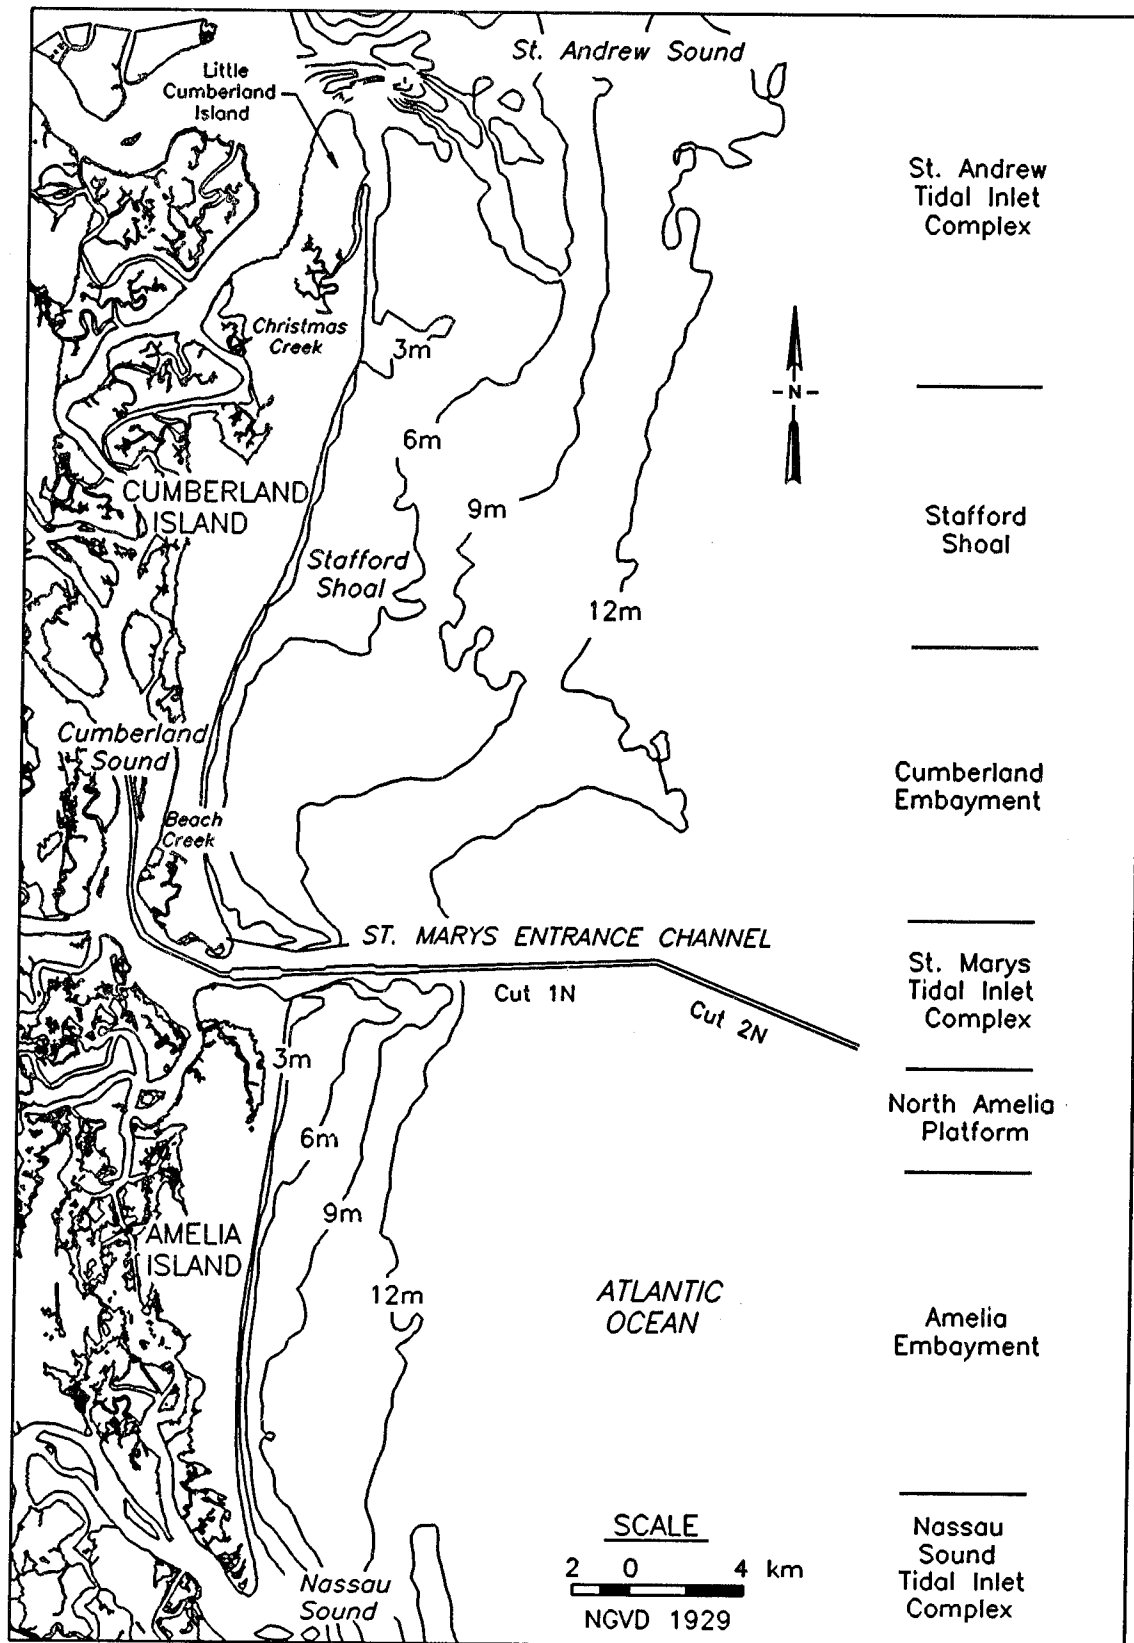 St. Andrew Sound
Little
Cumberland
Island
St. Andrew
Tidal Inlet
Complex
Christmas
Creek
3m
-N-
6m
CUMBERLAND
ISLAND
9m
Stafford
Shoal
Stafford
Shoal
12m
Cumberland
Sound
Cumberland
Embayment
Beach
Creek
ST. MARYS ENTRANCE CHANNEL
St. Marys
Tidal Inlet
Complex
Cut 1N
Cut 2N
3m
North Amelia
Platform
6m
9m
AMELIA
ISLAND
12m
ATLANTIC
OCEAN
Amelia
Embayment
SCALE
2 0 4 km
NGVD 1929
Nassau
Sound
Nassau
Sound
Tidal Inlet
Complex